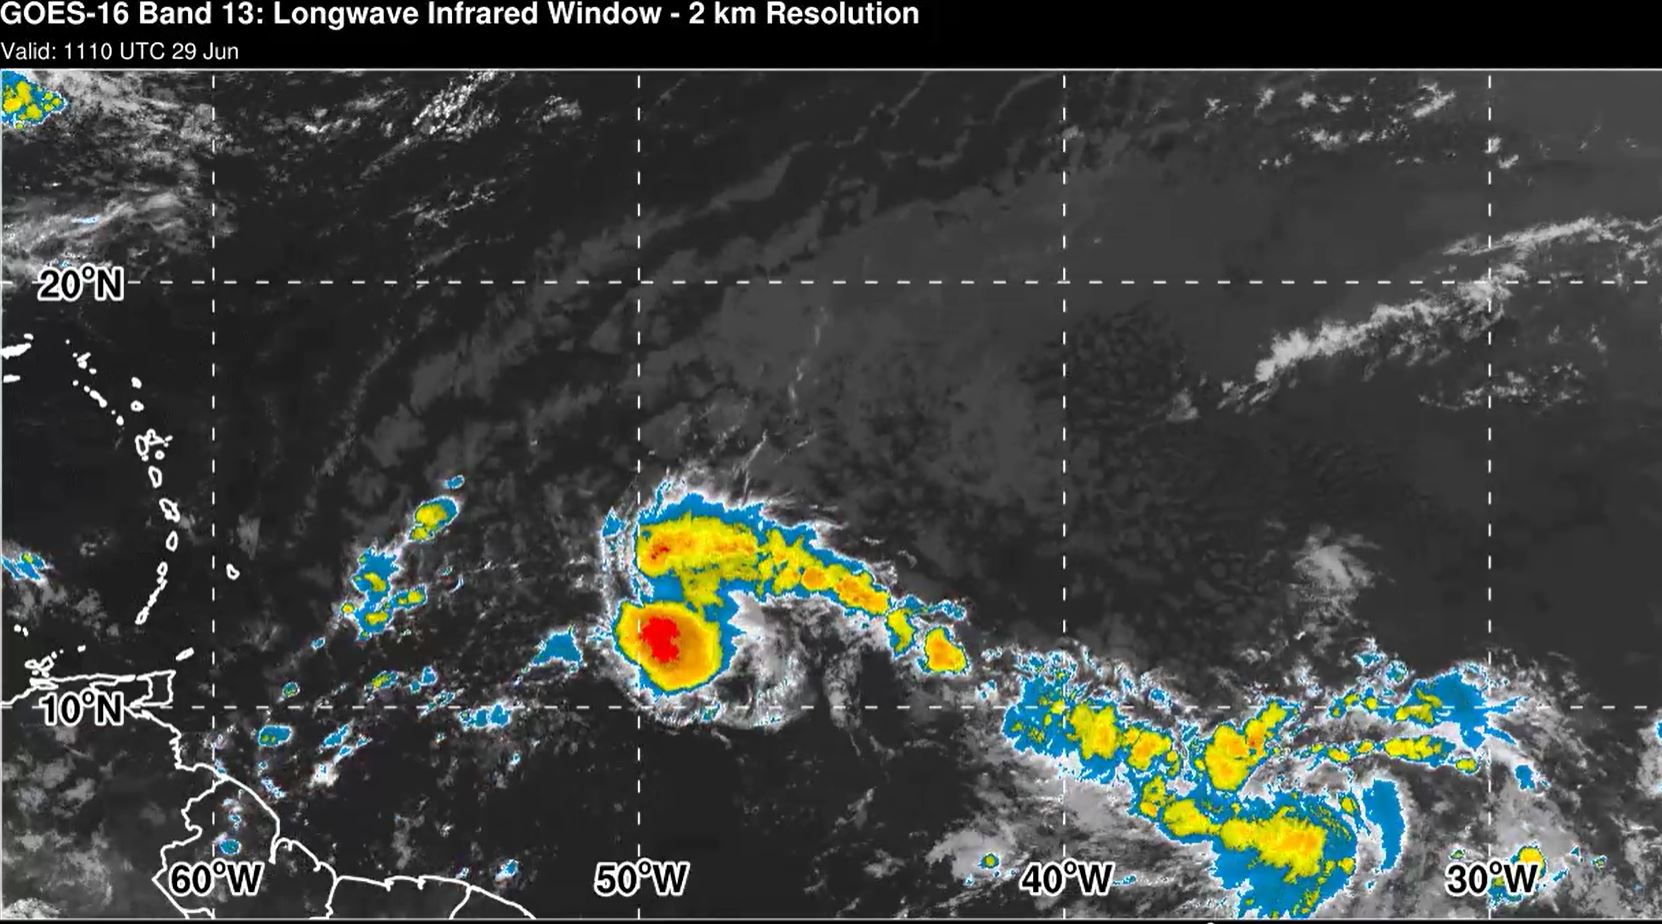 GOES-16 Band 13: Longwave Infrared Window - 2 km Resolution
Valid: 1110 UTC 29 Jun
20°N
10°N
60°W 50°W 40°W 30°W